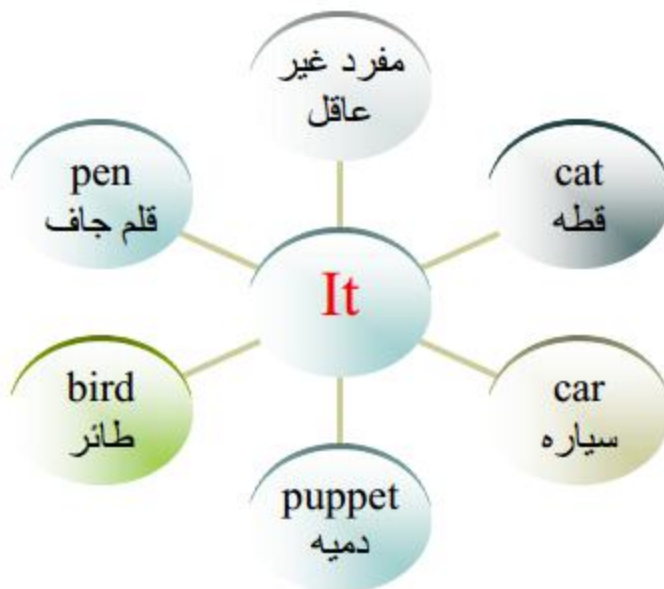 مفرد غير
عاقل
pen
قلم جاف
cat
قطه
It
bird
طائر
car
سياره
puppet
دميه